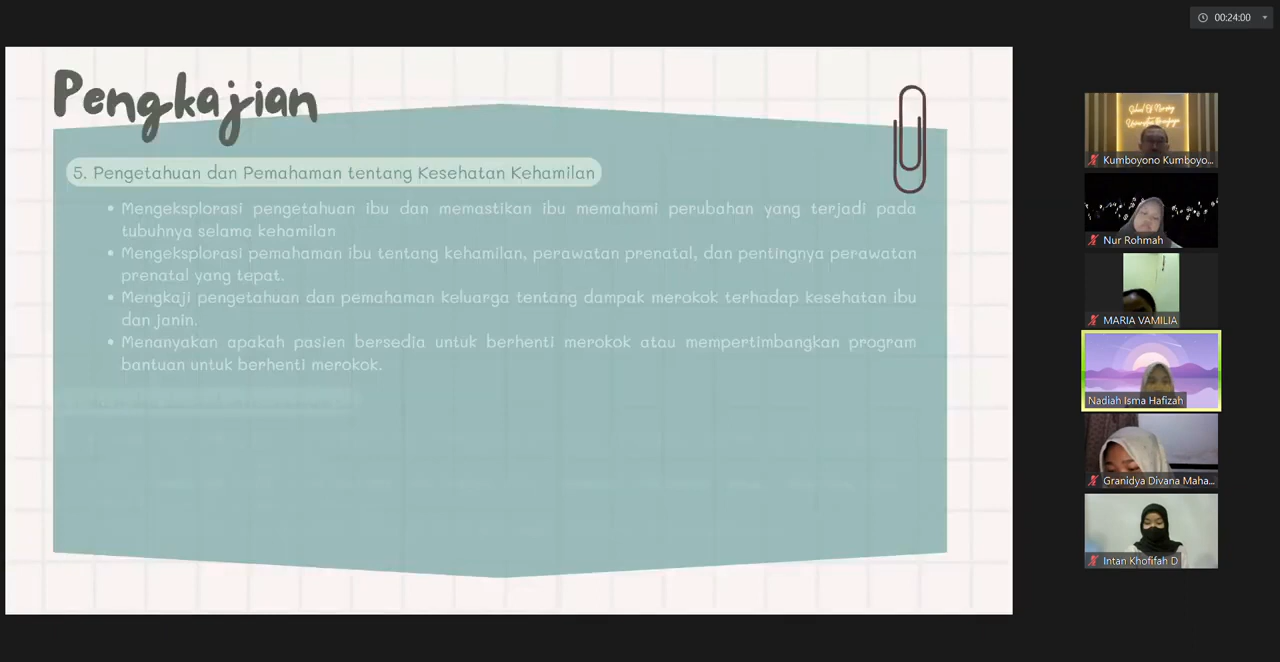 00:24:00
Pengkajian
5. Pengetahuan dan Pemahaman tentang Kesehatan Kehamilan
Mengeksplorasi pengetahuan ibu dan memastikan ibu memahami perubahan yang terjadi pada
tubuhnya selama kehamilan
Mengeksplorasi pemahaman ibu tentang kehamilan, perawatan prenatal, dan pentingnya perawatan
prenatal yang tepat.
Mengkaji pengetahuan dan pemahaman keluarga tentang dampak merokok terhadap kesehatan ibu
dan janin.
Menanyakan apakah pasien bersedia untuk berhenti merokok atau mempertimbangkan program
bantuan untuk berhenti merokok.
School Of Nursing
Kumboyono Kumboyo...
Nur Rohmah
MARIA VAMILIA
Nadiah Isma Hafizah
Granidya Divana Maha...
Intan Khofifah D